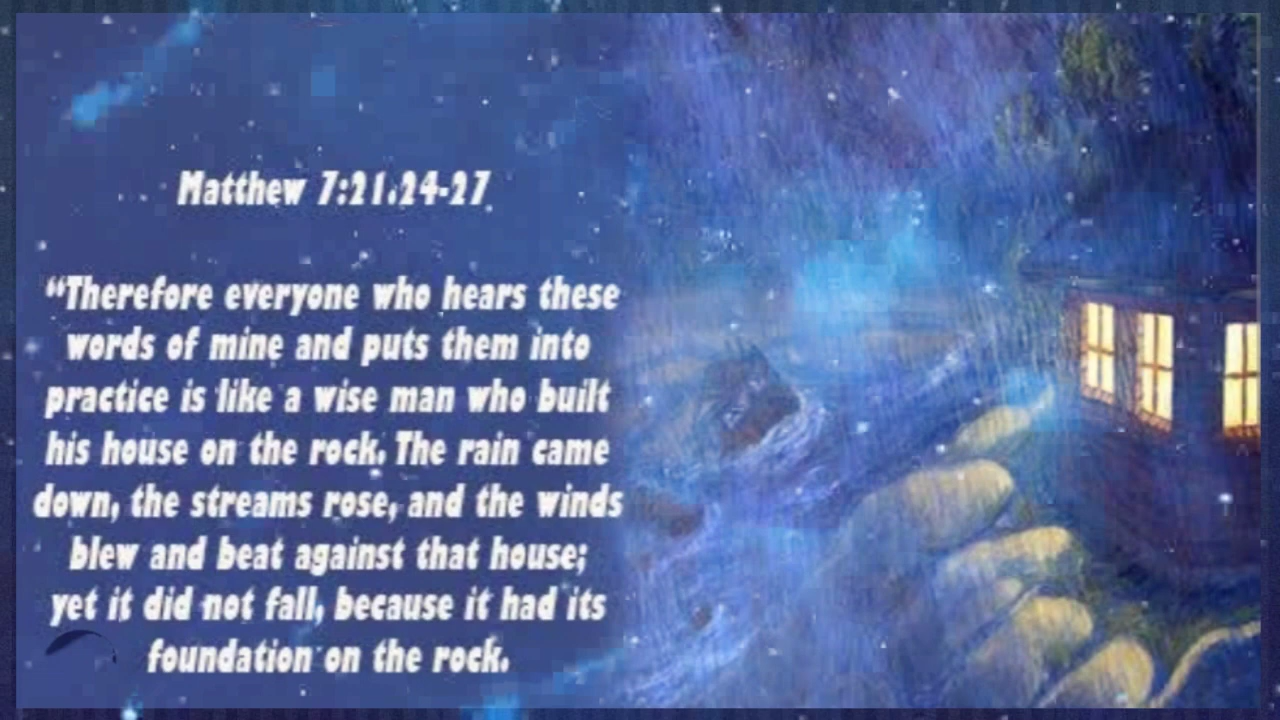 Matthew 7:21.24-27
“Therefore everyone who hears these
words of mine and puts them into
practice is like a wise man who built
his house on the rock. The rain came
down, the streams rose, and the winds
blew and beat against that house;
yet it did not fall, because it had its
foundation on the rock.